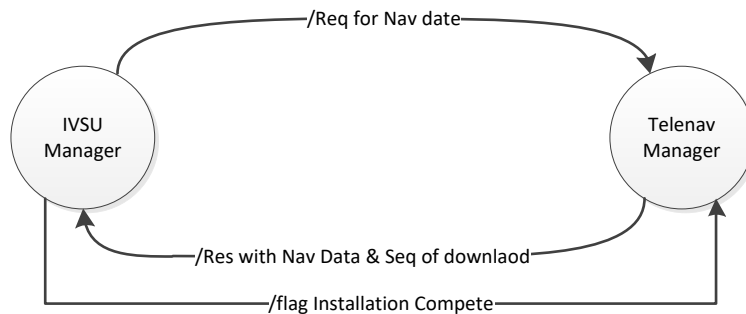 /Req for Nav date
IVSU
Manager
Telenav
Manager
/Res with Nav Data & Seq of downlaod
/flag Installation Compete